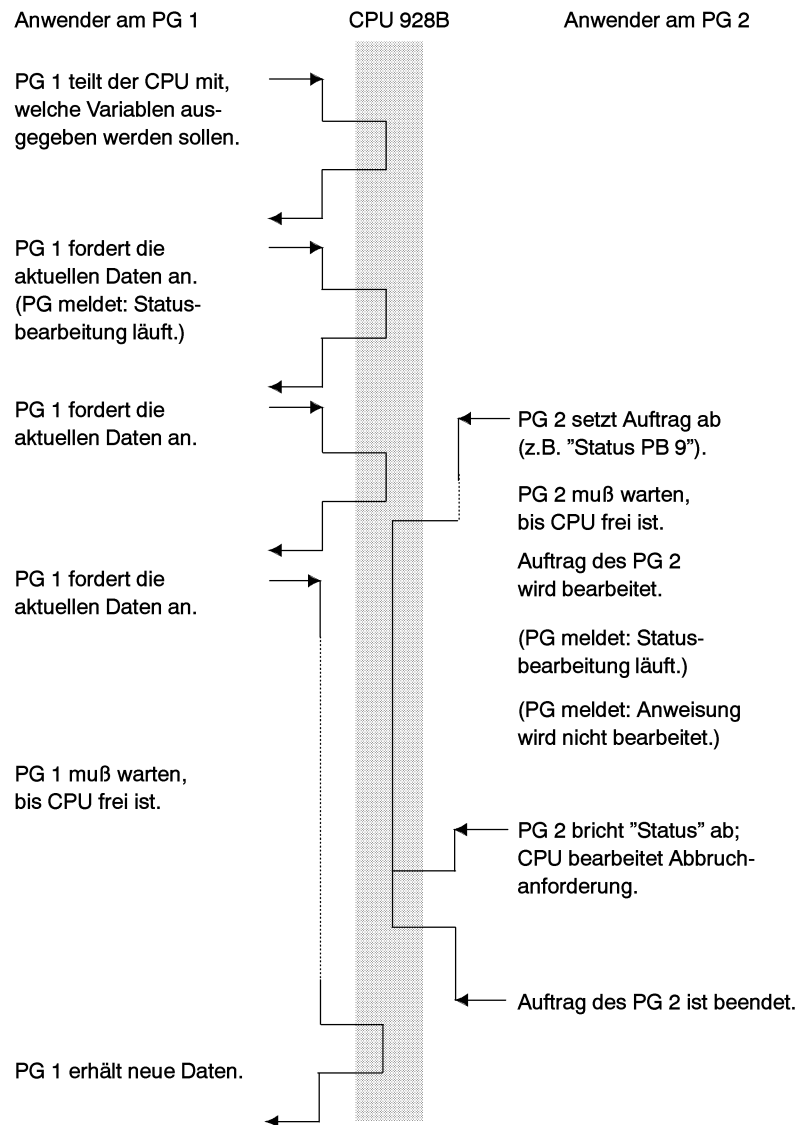 Anwender am PG 1
CPU 928B
Anwender am PG 2
PG 1 teilt der CPU mit,
welche Variablen aus-
gegeben werden sollen.
PG 1 fordert die
aktuellen Daten an.
(PG meldet: Status-
bearbeitung läuft.)
PG 1 fordert die
aktuellen Daten an.
PG 2 setzt Auftrag ab
(z.B. ”Status PB 9”).
PG 2 muß warten,
bis CPU frei ist.
Auftrag des PG 2
wird bearbeitet.
PG 1 fordert die
aktuellen Daten an.
(PG meldet: Status-
bearbeitung läuft.)
(PG meldet: Anweisung
wird nicht bearbeitet.)
PG 1 muß warten,
bis CPU frei ist.
PG 2 bricht ”Status” ab;
CPU bearbeitet Abbruch-
anforderung.
Auftrag des PG 2 ist beendet.
PG 1 erhält neue Daten.